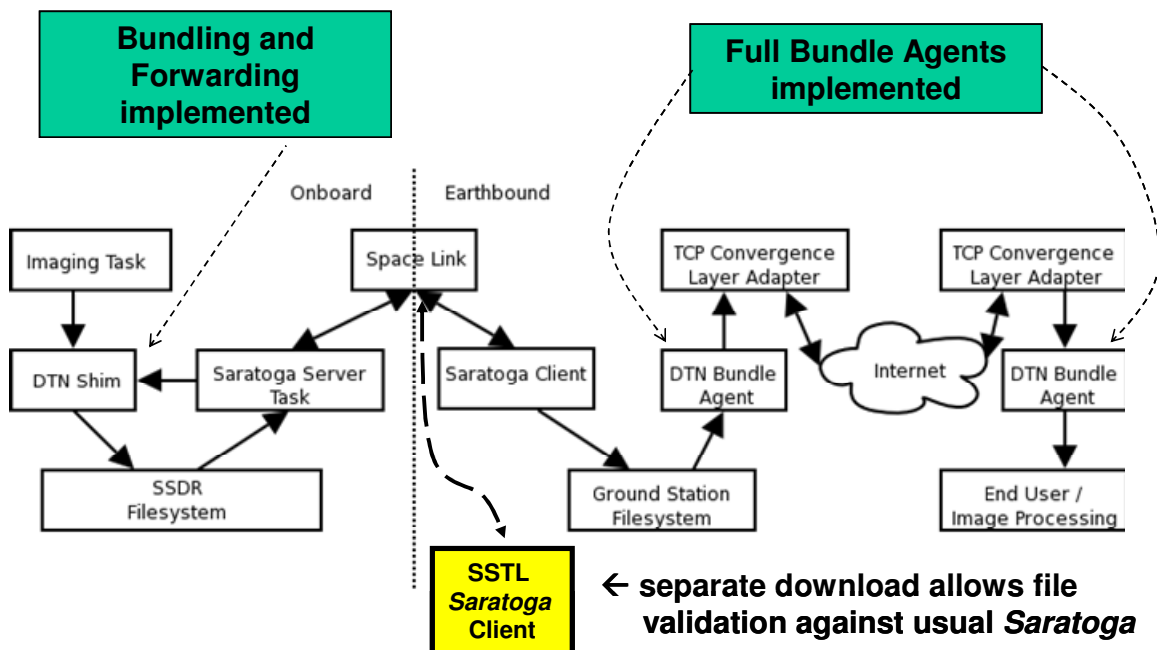 Bundling and
Forwarding
implemented
Full Bundle Agents
implemented
Onboard
Earthbound
Imaging Task
Space Link
TCP Convergence
Layer Adapter
TCP Convergence
Layer Adapter
DTN Shim
Saratoga Server
Task
Saratoga Client
DTN Bundle
Agent
Internet
DTN Bundle
Agent
SSDR
Filesystem
Ground Station
Filesystem
End User /
Image Processing
SSTL
Saratoga
Client
← separate download allows file
validation against usual Saratoga